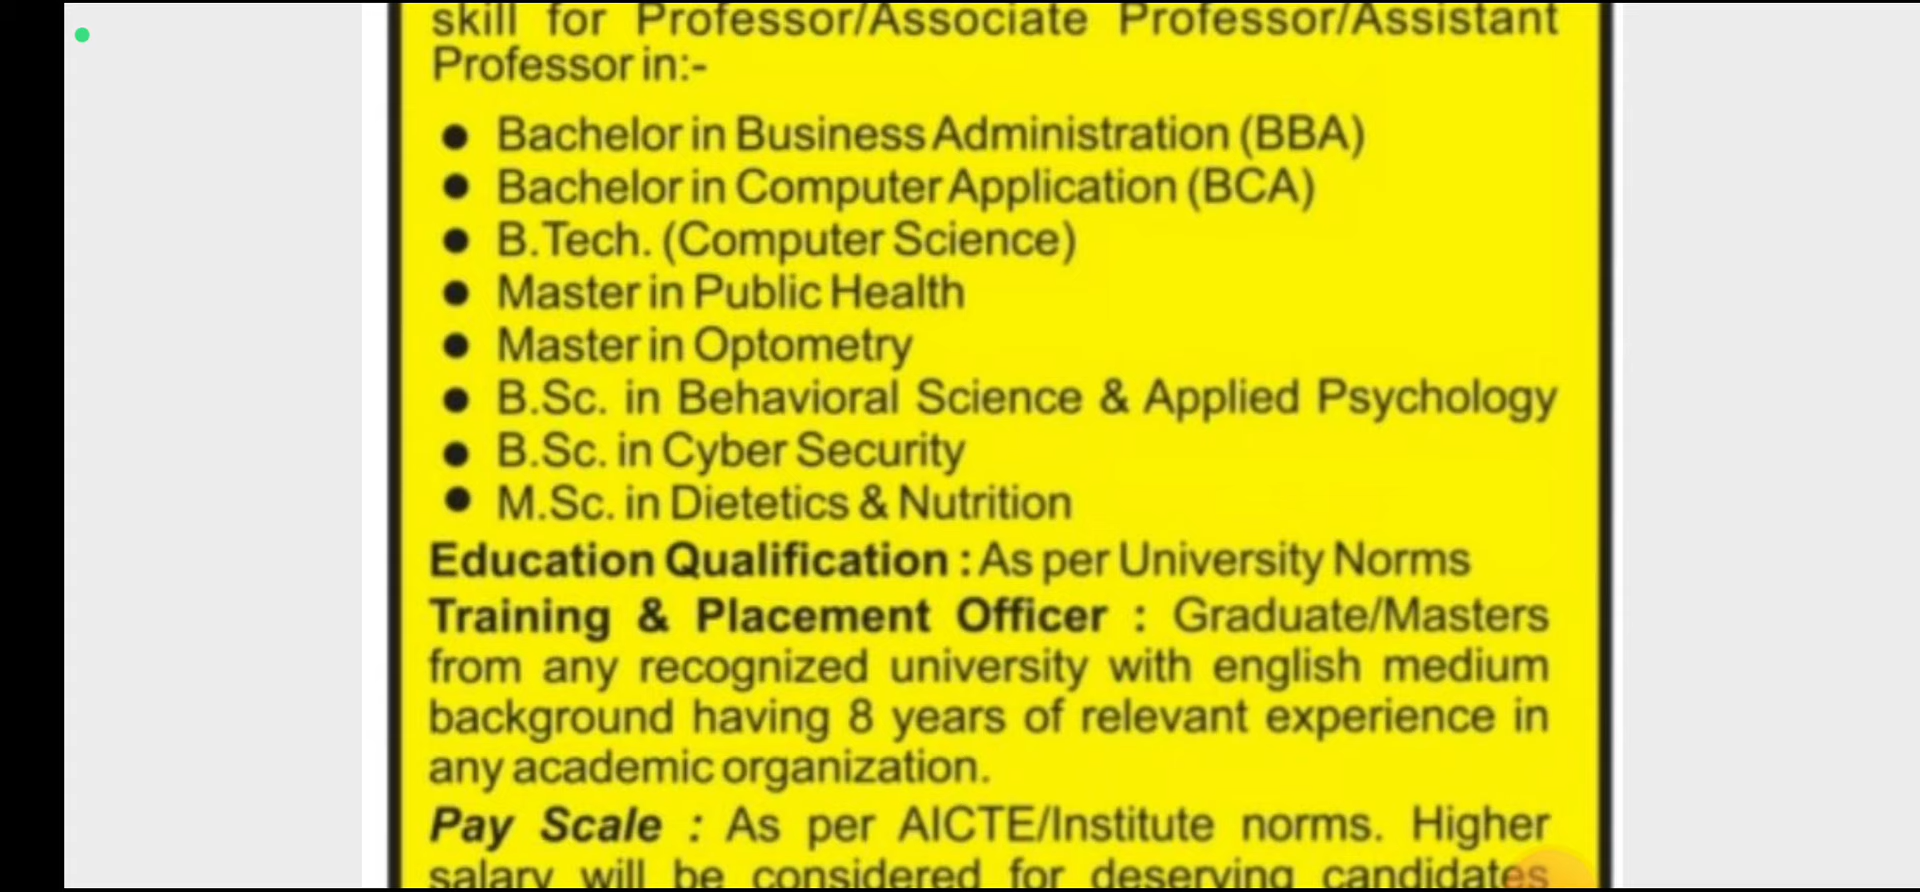 skill for Professor/Associate Professor/Assistant
Professor in:-
● Bachelor in Business Administration (BBA)
● Bachelor in Computer Application (BCA)
● B.Tech. (Computer Science)
● Master in Public Health
● Master in Optometry
● B.Sc. in Behavioral Science & Applied Psychology
● B.Sc. in Cyber Security
● M.Sc. in Dietetics & Nutrition
Education Qualification : As per University Norms
Training & Placement Officer : Graduate/Masters
from any recognized university with english medium
background having 8 years of relevant experience in
any academic organization.
Pay Scale : As per AICTE/Institute norms. Higher
salary will be considered for deserving candidates